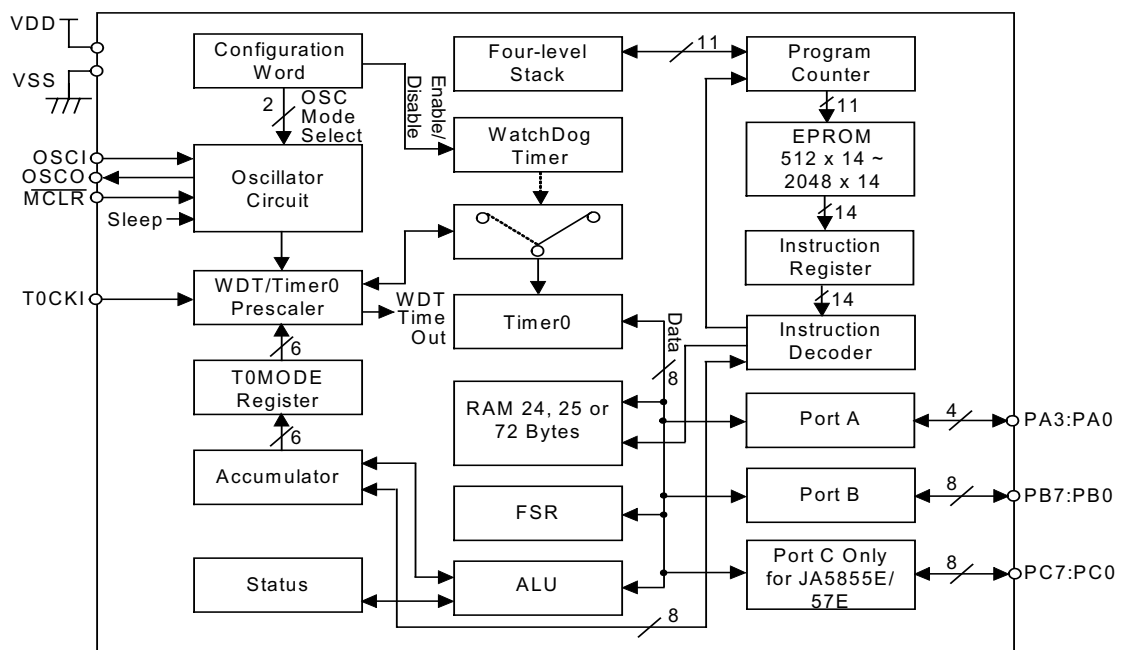 VDD
VSS
Configuration
Word
Four-level
Stack
11
Program
Counter
2
OSC
Mode
Select
Enable/
Disable
11
WatchDog
Timer
EPROM
512 x 14 ~
2048 x 14
OSCI
OSCO
MCLR
Sleep
Oscillator
Circuit
14
Instruction
Register
T0CKI
WDT/Timer0
Prescaler
WDT
Time
Out
Timer0
Data
8
14
Instruction
Decoder
6
T0MODE
Register
RAM 24, 25 or
72 Bytes
Port A
4
PA3:PA0
6
Accumulator
FSR
Port B
8
PB7:PB0
Status
ALU
Port C Only
for JA5855E/
57E
8
PC7:PC0
8